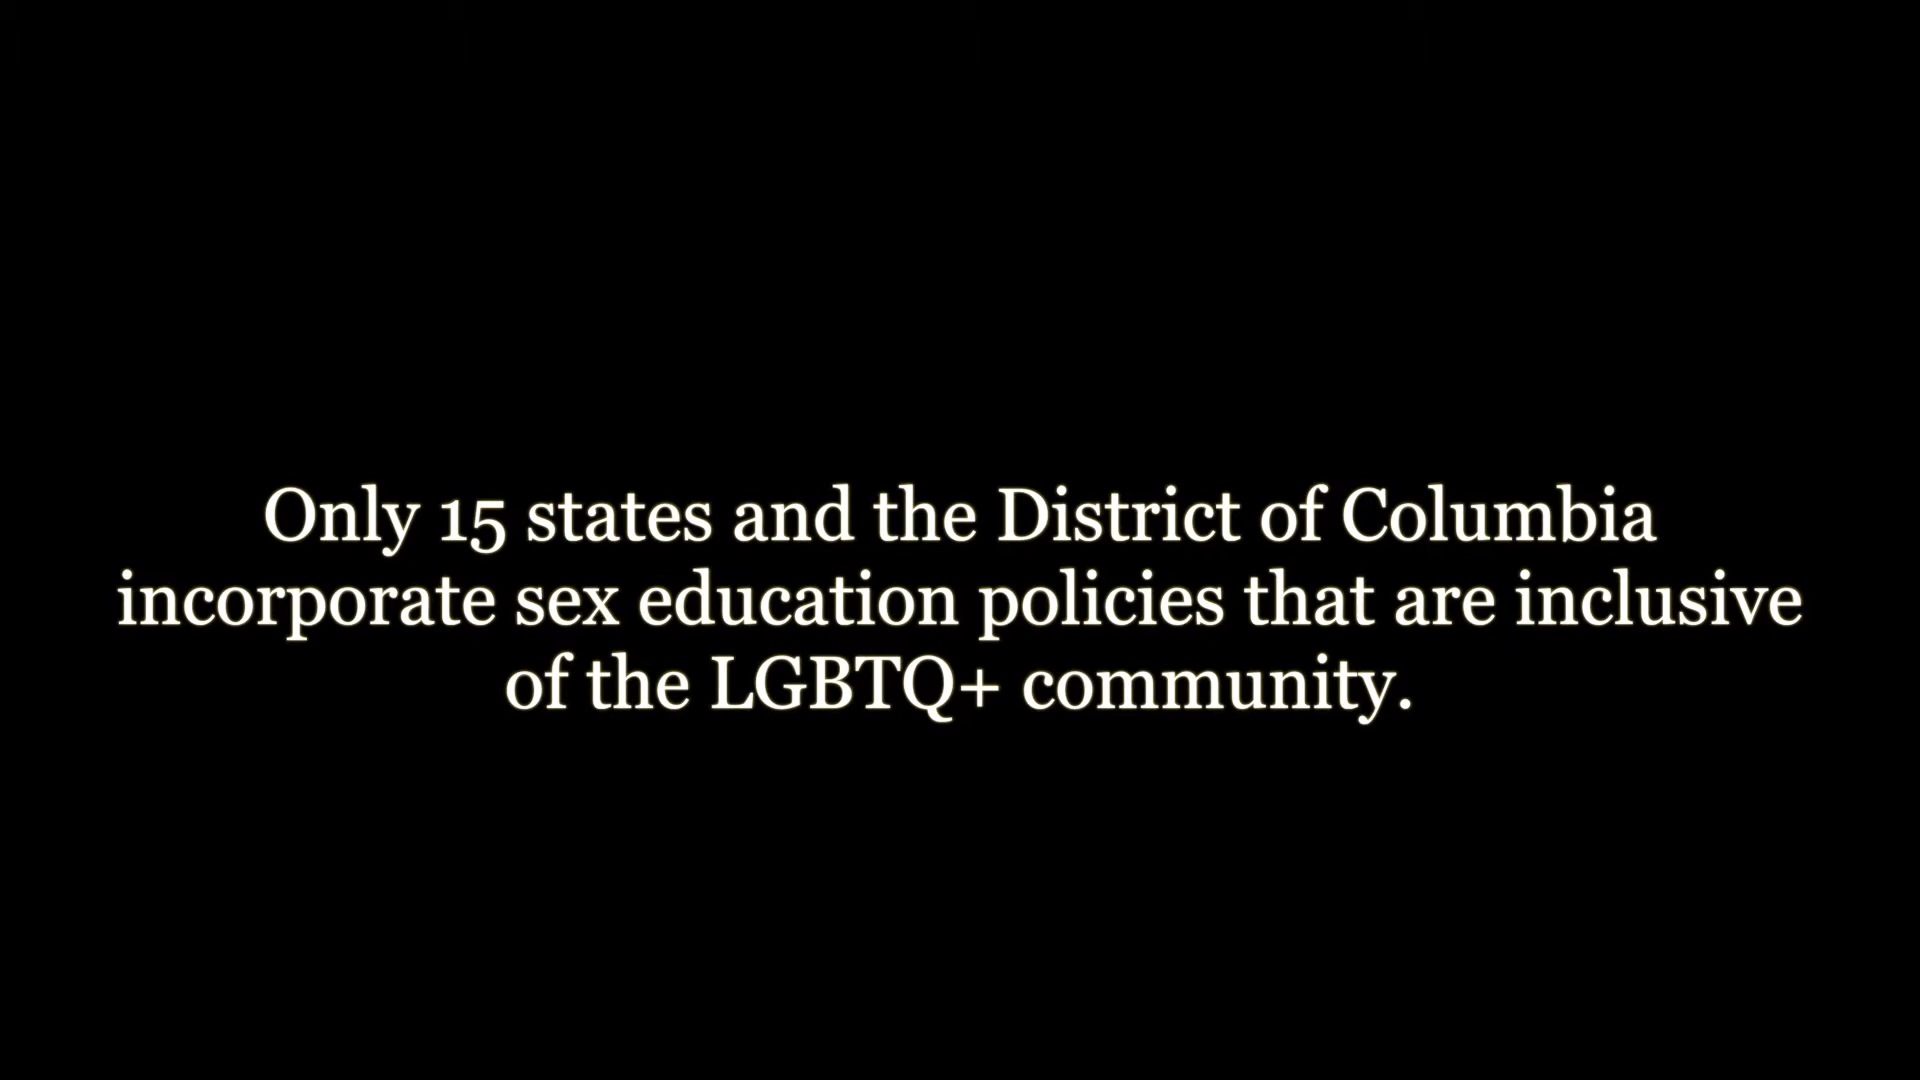 Only 15 states and the District of Columbia
incorporate sex education policies that are inclusive
of the LGBTQ+ community.